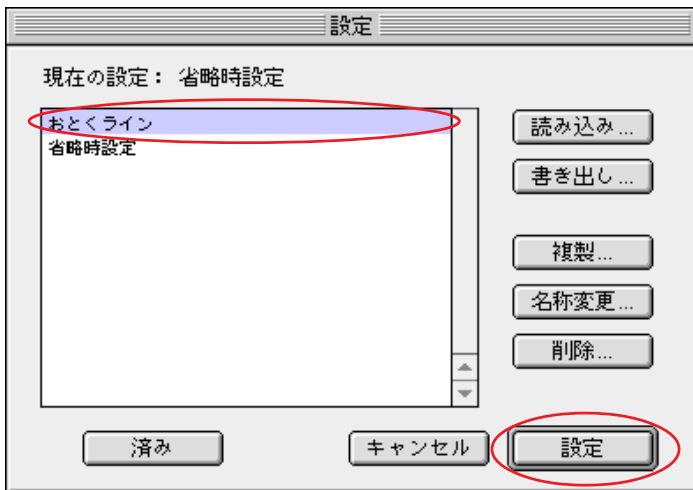 設定
現在の設定： 省略時設定
おとくライン
省略時設定
読み込み...
書き出し...
複製...
名称変更...
削除...
済み
キャンセル
設定